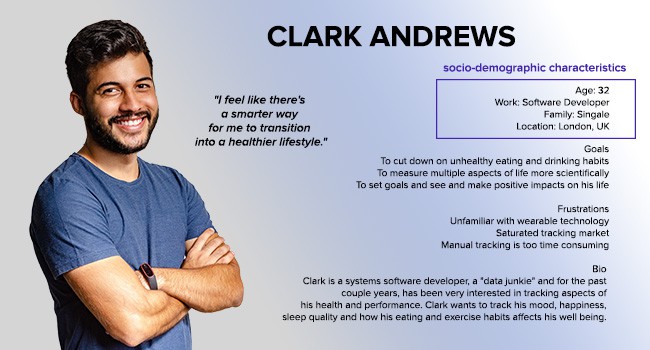 CLARK ANDREWS
socio-demographic characteristics
Age: 32
Work: Software Developer
Family: Singale
Location: London, UK
"I feel like there's
a smarter way
for me to transition
into a healthier lifestyle."
Goals
To cut down on unhealthy eating and drinking habits
To measure multiple aspects of life more scientifically
To set goals and see and make positive impacts on his life
Frustrations
Unfamiliar with wearable technology
Saturated tracking market
Manual tracking is too time consuming
Bio
Clark is a systems software developer, a "data junkie" and for the past
couple years, has been very interested in tracking aspects of
his health and performance. Clark wants to track his mood, happiness,
sleep quality and how his eating and exercise habits affects his well being.